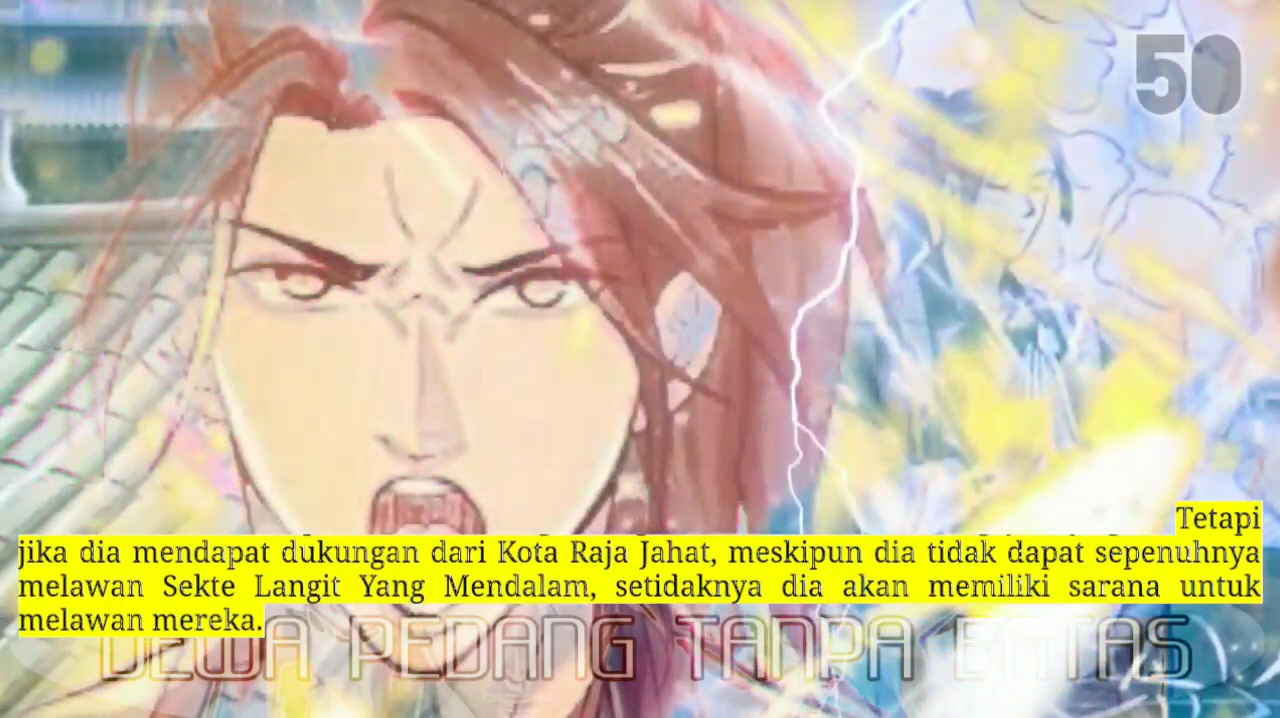 50
Tetapi
jika dia mendapat dukungan dari Kota Raja Jahat, meskipun dia tidak dapat sepenuhnya
melawan Sekte Langit Yang Mendalam, setidaknya dia akan memiliki sarana untuk
melawan mereka.
DEWA PEDANG TANPA BATAS